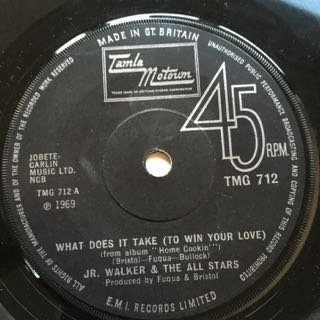 MADE IN GT. BRITAIN
Tamla
Motown
TRADE MARK OF MOTOWN RECORD CORPORATION
45
R.P.M.
TMG 712
JOBETE-
CARLIN
MUSIC LTD.
NCB
TMG 712 A
℗ 1969
WHAT DOES IT TAKE (TO WIN YOUR LOVE)
(from album "Home Cookin'")
(Bristol—Fuqua—Bullock)
JR. WALKER & THE ALL STARS
Produced by Fuqua & Bristol
E.M.I. RECORDS LIMITED
ALL RIGHTS OF THE MANUFACTURER AND OF THE OWNER OF THE RECORDED WORK RESERVED
UNAUTHORISED PUBLIC PERFORMANCE BROADCASTING AND COPYING OF THIS RECORD PROHIBITED